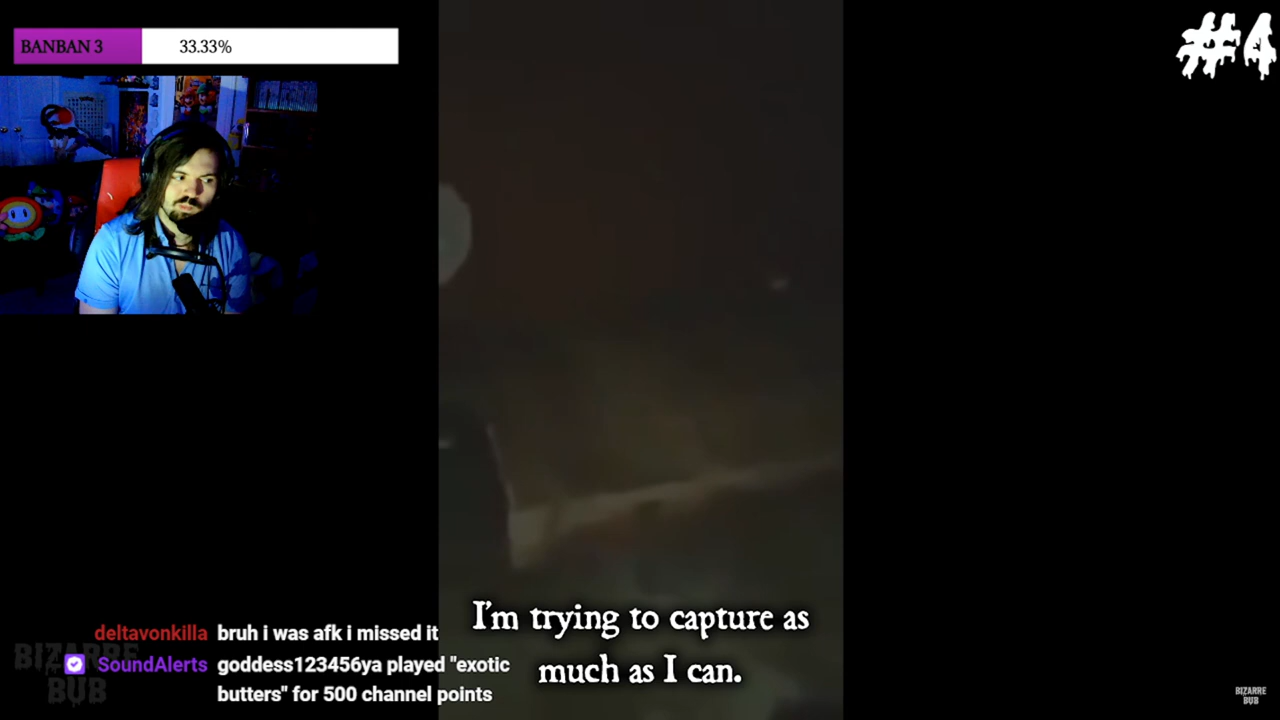 BANBAN 3 33.33%
#4
I'm trying to capture as
much as I can.
deltavonkilla bruh i was afk i missed it
SoundAlerts goddess123456ya played "exotic
butters" for 500 channel points
BIZARRE
BUB
BIZARRE
BUB